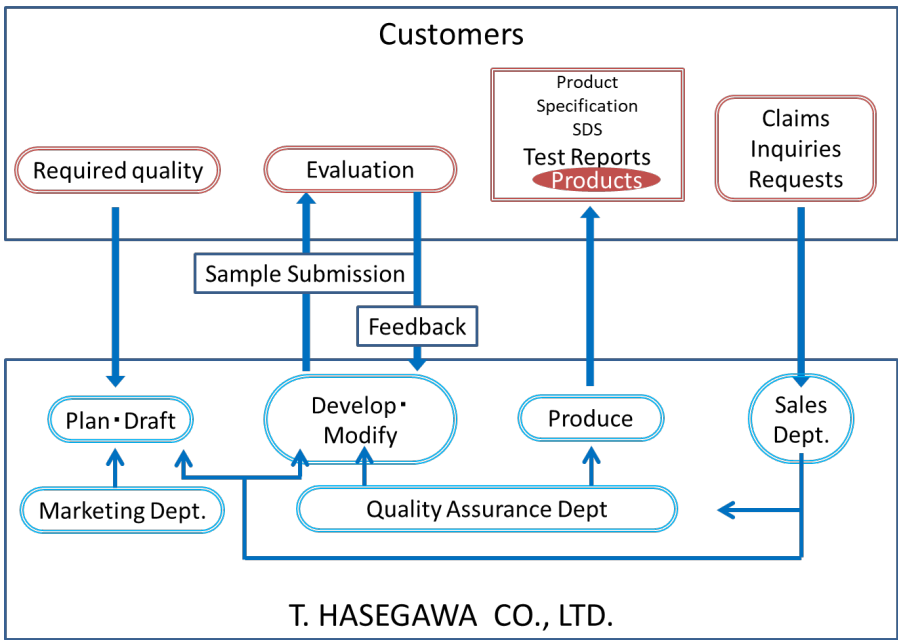 Customers
Product
Specification
SDS
Test Reports
Products
Claims
Inquiries
Requests
Required quality
Evaluation
Sample Submission
Feedback
Plan・Draft
Develop・
Modify
Produce
Sales
Dept.
Marketing Dept.
Quality Assurance Dept
T. HASEGAWA CO., LTD.